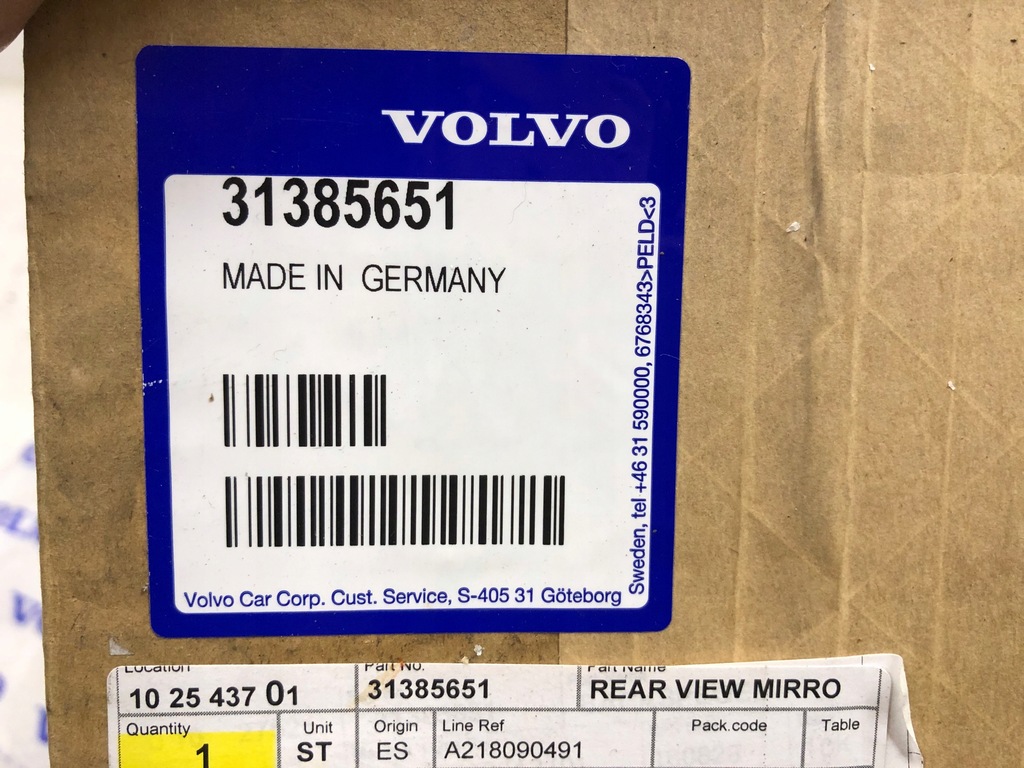 VOLVO
31385651
MADE IN GERMANY
Volvo Car Corp. Cust. Service, S-405 31 Göteborg
Sweden, tel +46 31 590000, 6768343>PELD<3
Location Part No. Part Name
10 25 437 01 31385651 REAR VIEW MIRRO
Quantity Unit Origin Line Ref Pack.code Table
1 ST ES A218090491